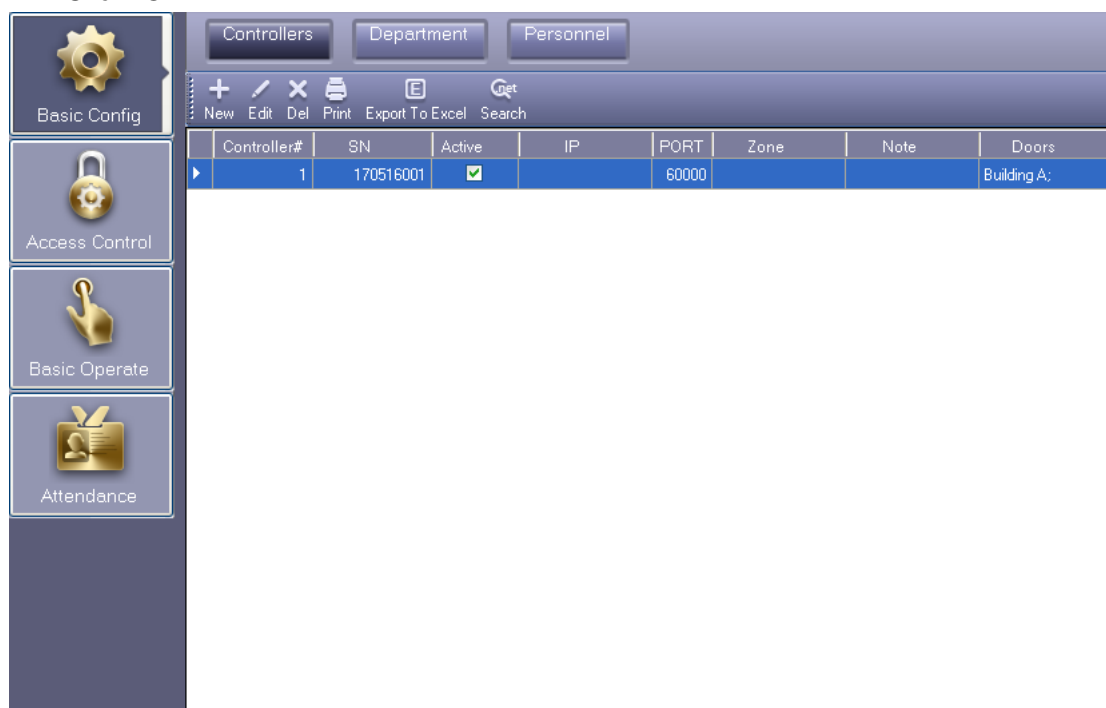 Controllers Department Personnel
New Edit Del Print Export To Excel Search
E net
Controller# SN Active IP PORT Zone Note Doors
1 170516001 60000 Building A;
Basic Config
Access Control
Basic Operate
Attendance